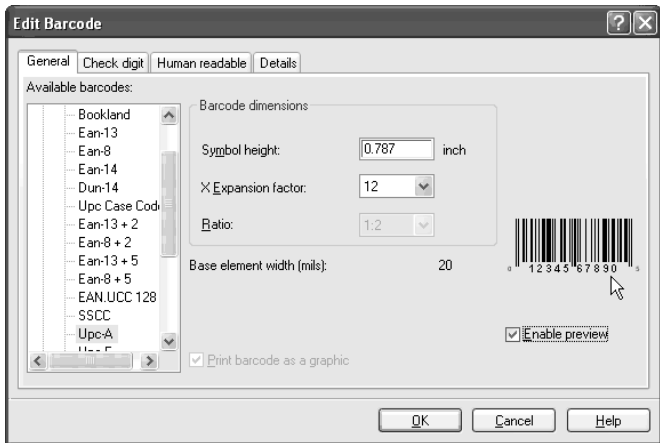 Edit Barcode
General Check digit Human readable Details
Available barcodes:
Bookland
Ean-13
Ean-8
Ean-14
Dun-14
Upc Case Code
Ean-13 + 2
Ean-8 + 2
Ean-13 + 5
Ean-8 + 5
EAN.UCC 128
SSCC
Upc-A
Barcode dimensions
Symbol height: 0.787 inch
X Expansion factor: 12
Ratio: 1:2
Base element width (mils): 20
0 12345 67890 5
Enable preview
Print barcode as a graphic
OK Cancel Help